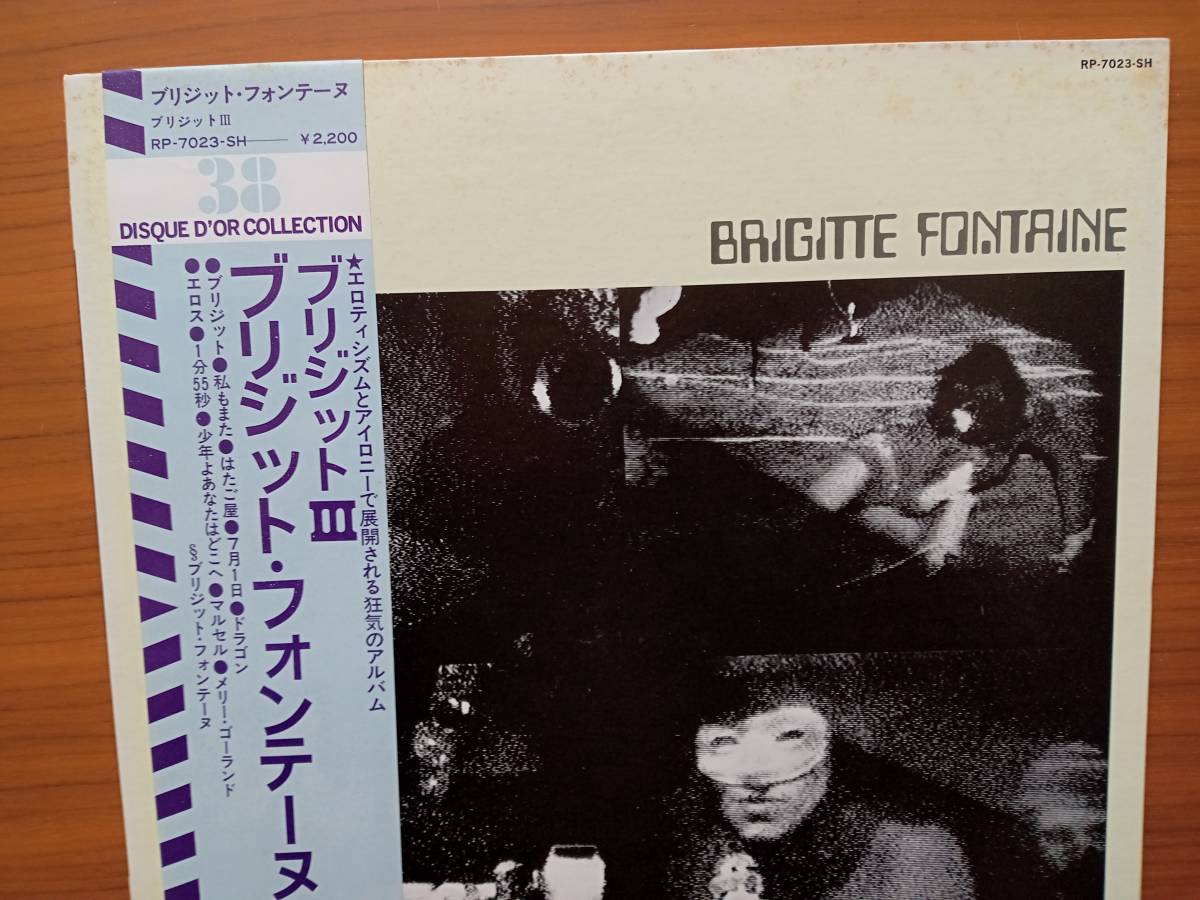 ブリジット・フォンテーヌ
ブリジットIII
RP-7023-SH ¥2,200
38
DISQUE D'OR COLLECTION
★エロティシズムとアイロニーで展開される狂気のアルバム
ブリジットIII
ブリジット・フォンテーヌ
●ブリジット●私もまた●はたご屋●7月1日●ドラゴン
●エロス●1分55秒●少年よあなたはどこへ●マルセル●メリー・ゴーランド
§ブリジット・フォンテーヌ
RP-7023-SH
BRIGITTE FONTAINE